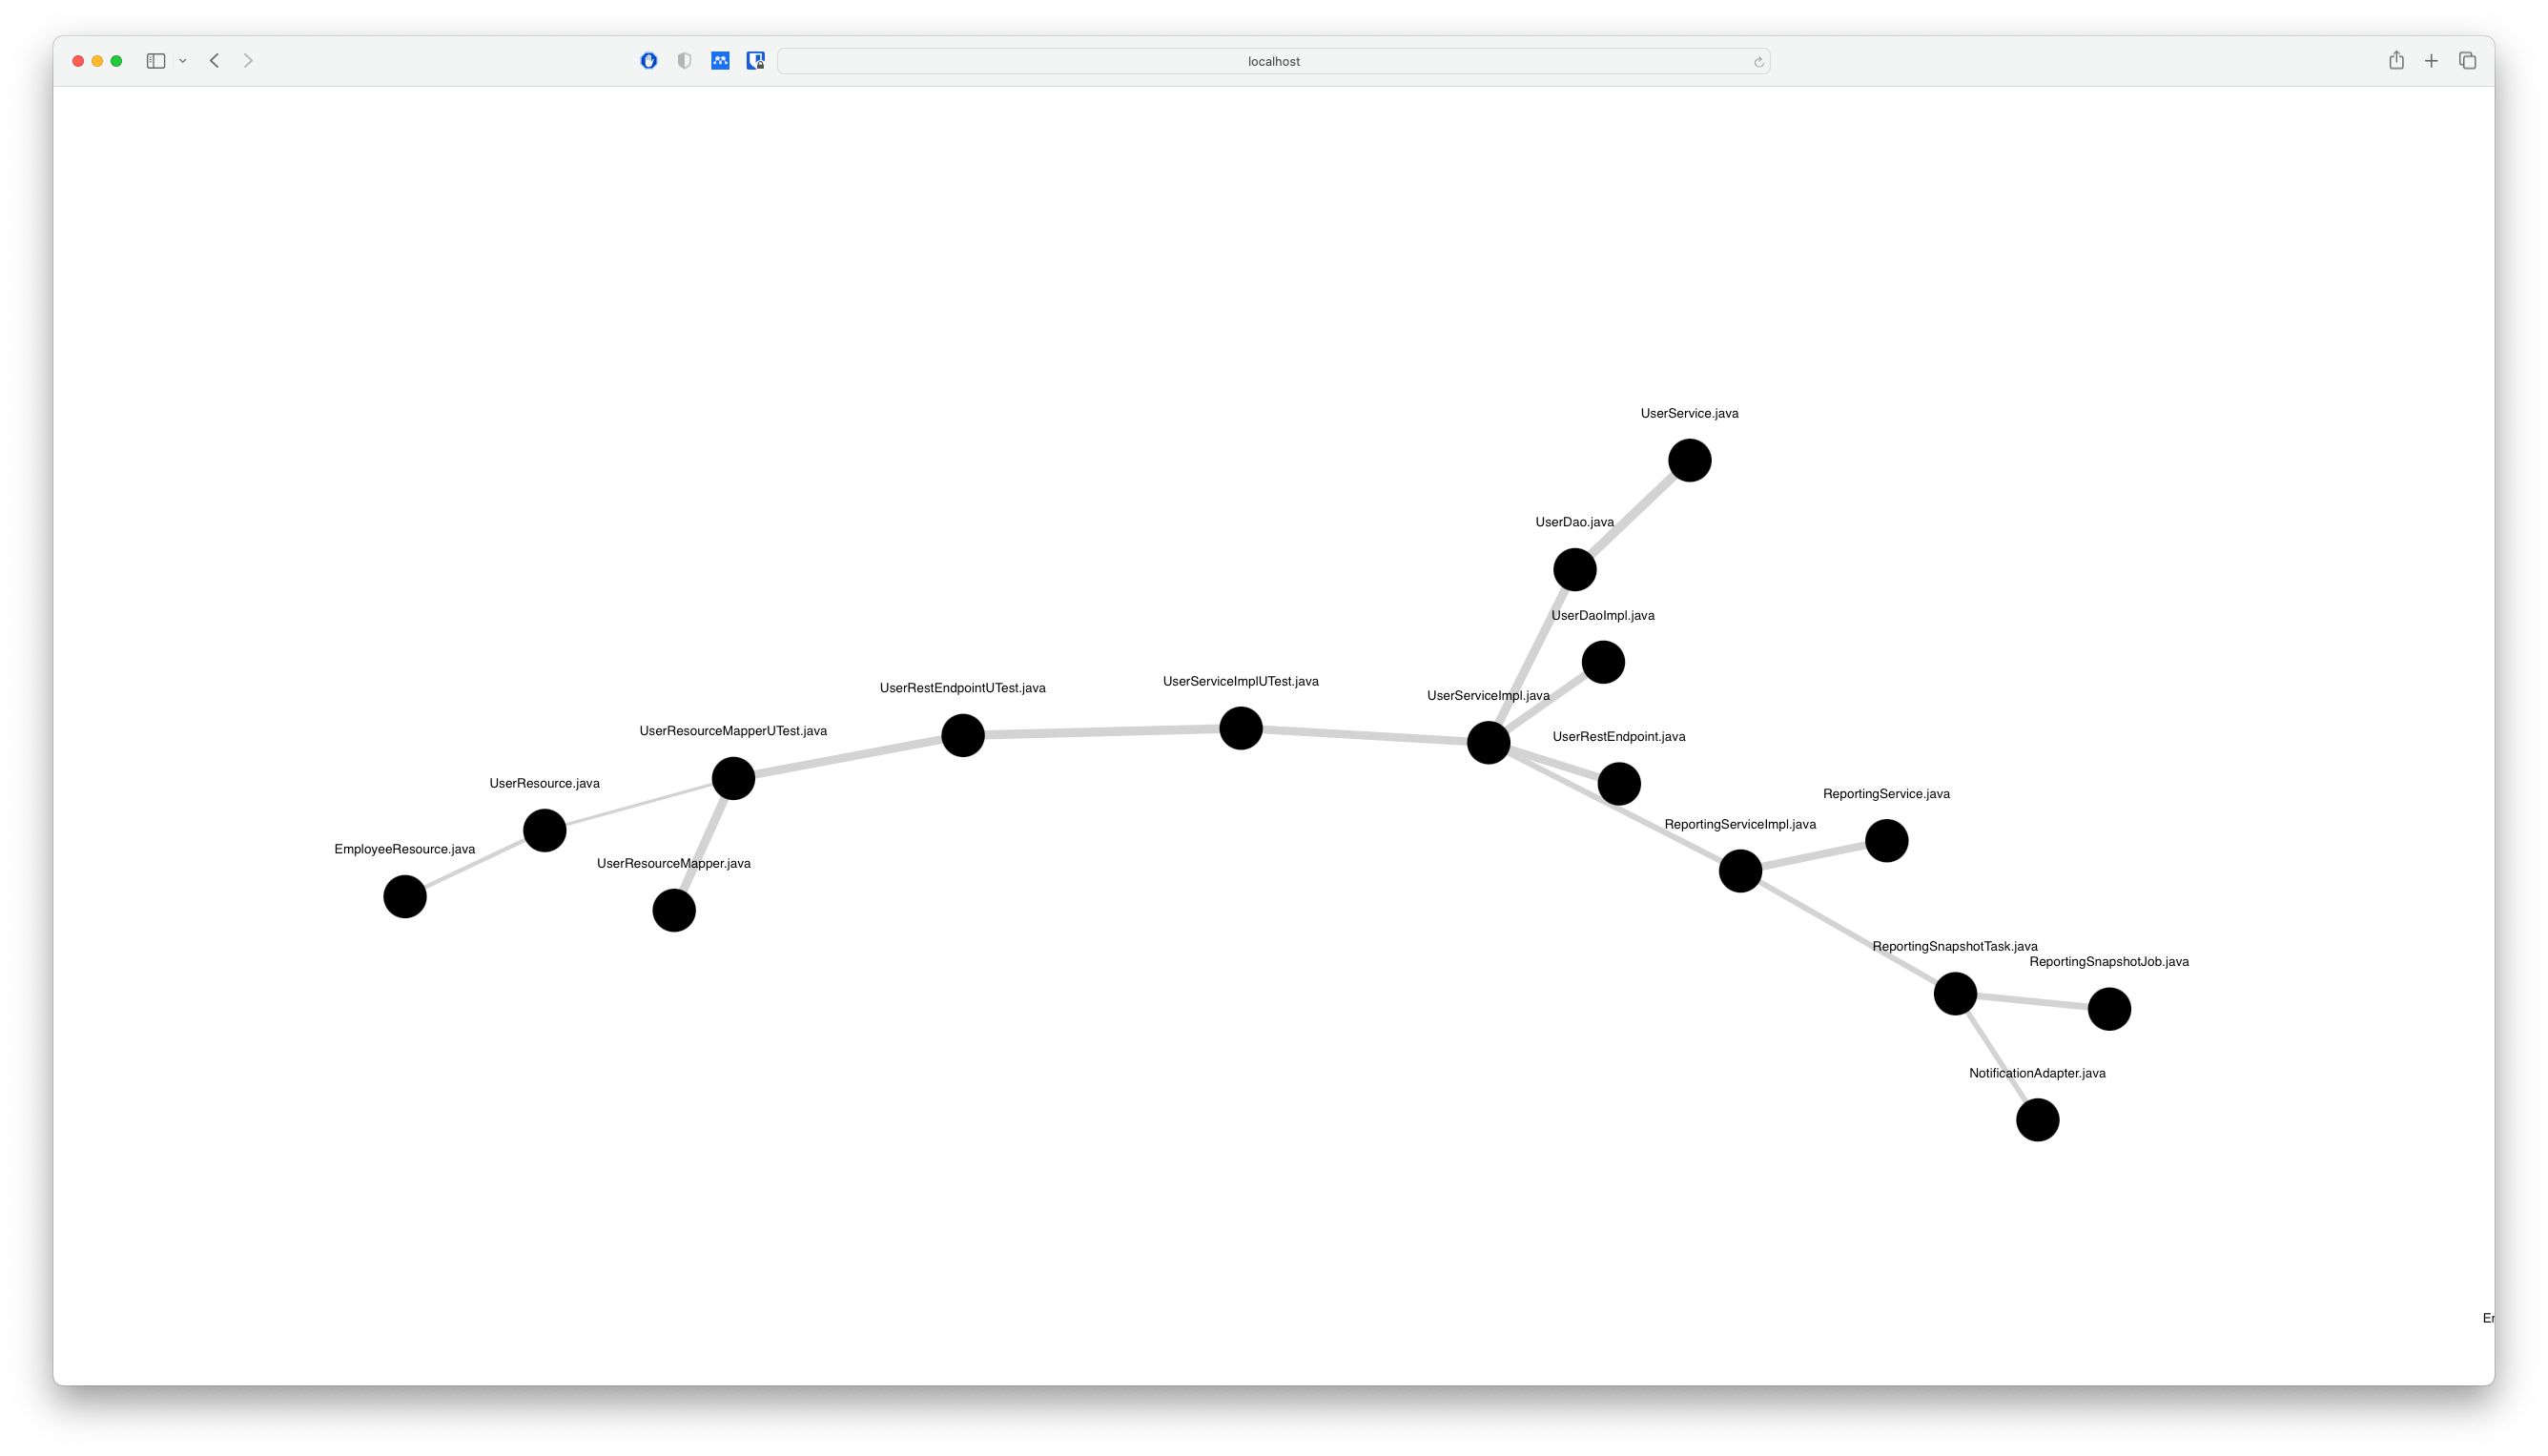 localhost
UserService.java
UserDao.java
UserDaoImpl.java
UserServiceImplUTest.java
UserRestEndpointUTest.java
UserServiceImpl.java
UserResourceMapperUTest.java
UserRestEndpoint.java
UserResource.java
ReportingService.java
ReportingServiceImpl.java
EmployeeResource.java
UserResourceMapper.java
ReportingSnapshotTask.java
ReportingSnapshotJob.java
NotificationAdapter.java